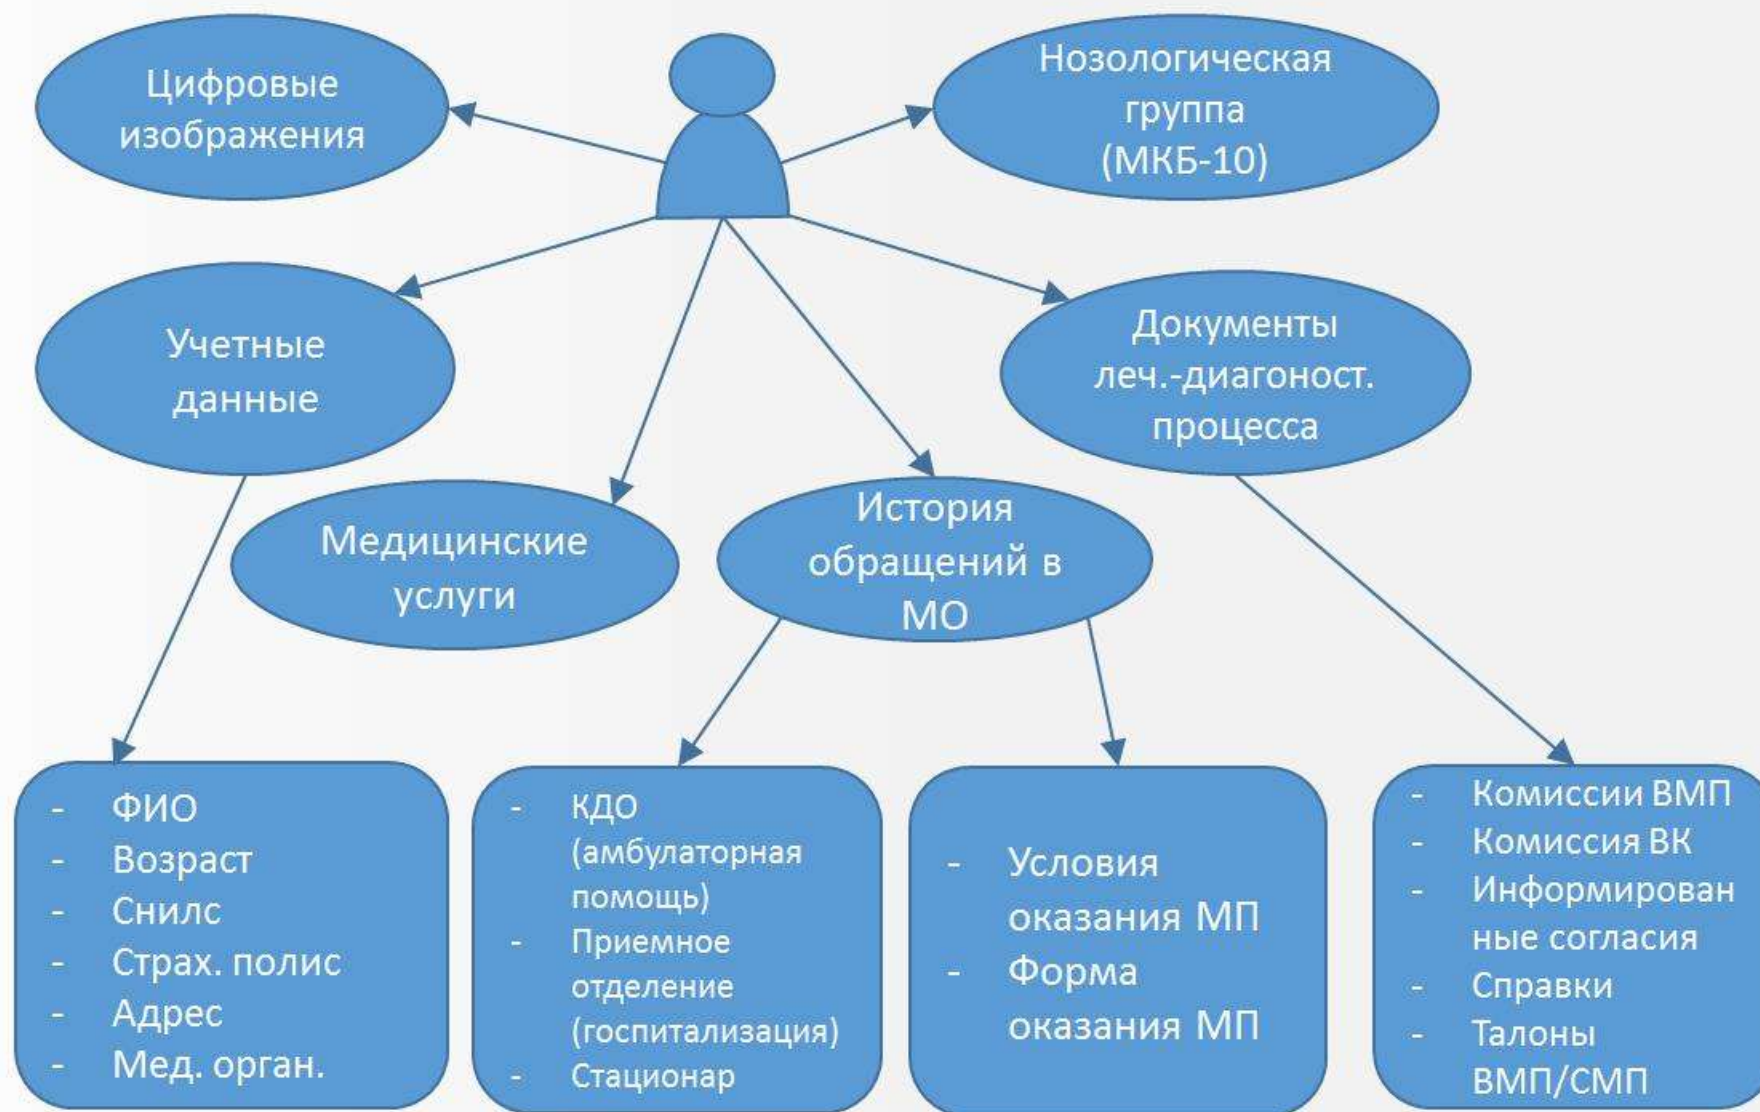 Цифровые
изображения
Нозологическая
группа
(МКБ-10)
Учетные
данные
Документы
леч.-диагоност.
процесса
Медицинские
услуги
История
обращений в
МО
- ФИО
- Возраст
- Снилс
- Страх. полис
- Адрес
- Мед. орган.
- КДО
(амбулаторная
помощь)
- Приемное
отделение
(госпитализация)
- Стационар
- Условия
оказания МП
- Форма
оказания МП
- Комиссии ВМП
- Комиссия ВК
- Информирован
ные согласия
- Справки
- Талоны
ВМП/СМП